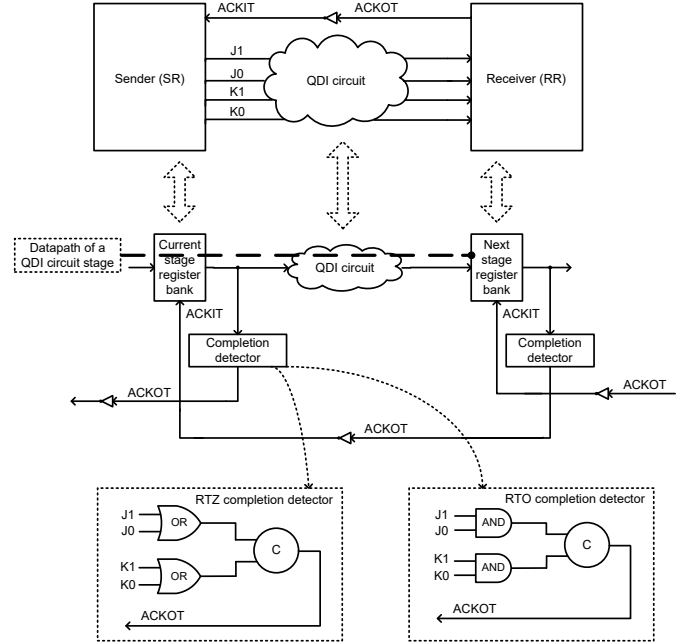 ACKIT
ACKOT
Sender (SR)
J1
J0
K1
K0
QDI circuit
Receiver (RR)
Datapath of a
QDI circuit stage
Current
stage
register
bank
QDI circuit
Next
stage
register
bank
ACKIT
ACKIT
Completion
detector
Completion
detector
ACKOT
ACKOT
ACKOT
RTZ completion detector
J1
J0
OR
K1
K0
OR
C
ACKOT
RTO completion detector
J1
J0
AND
K1
K0
AND
C
ACKOT